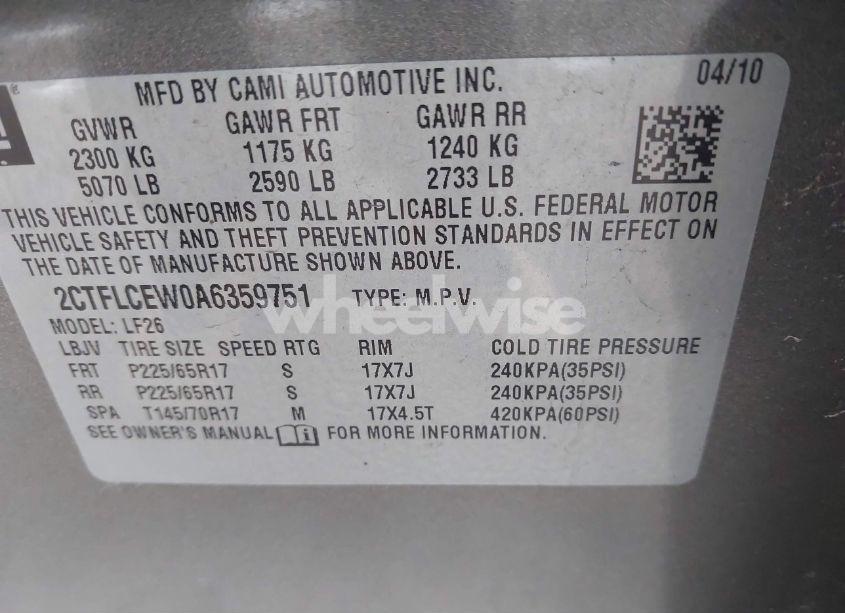 MFD BY CAMI AUTOMOTIVE INC. 04/10
GVWR GAWR FRT GAWR RR
2300 KG 1175 KG 1240 KG
5070 LB 2590 LB 2733 LB
THIS VEHICLE CONFORMS TO ALL APPLICABLE U.S. FEDERAL MOTOR
VEHICLE SAFETY AND THEFT PREVENTION STANDARDS IN EFFECT ON
THE DATE OF MANUFACTURE SHOWN ABOVE.
2CTFLCEW0A6359751 TYPE: M.P.V.
wheelwise
MODEL: LF26
LBJV TIRE SIZE SPEED RTG RIM COLD TIRE PRESSURE
FRT P225/65R17 S 17X7J 240KPA(35PSI)
RR P225/65R17 S 17X7J 240KPA(35PSI)
SPA T145/70R17 M 17X4.5T 420KPA(60PSI)
SEE OWNER'S MANUAL FOR MORE INFORMATION.